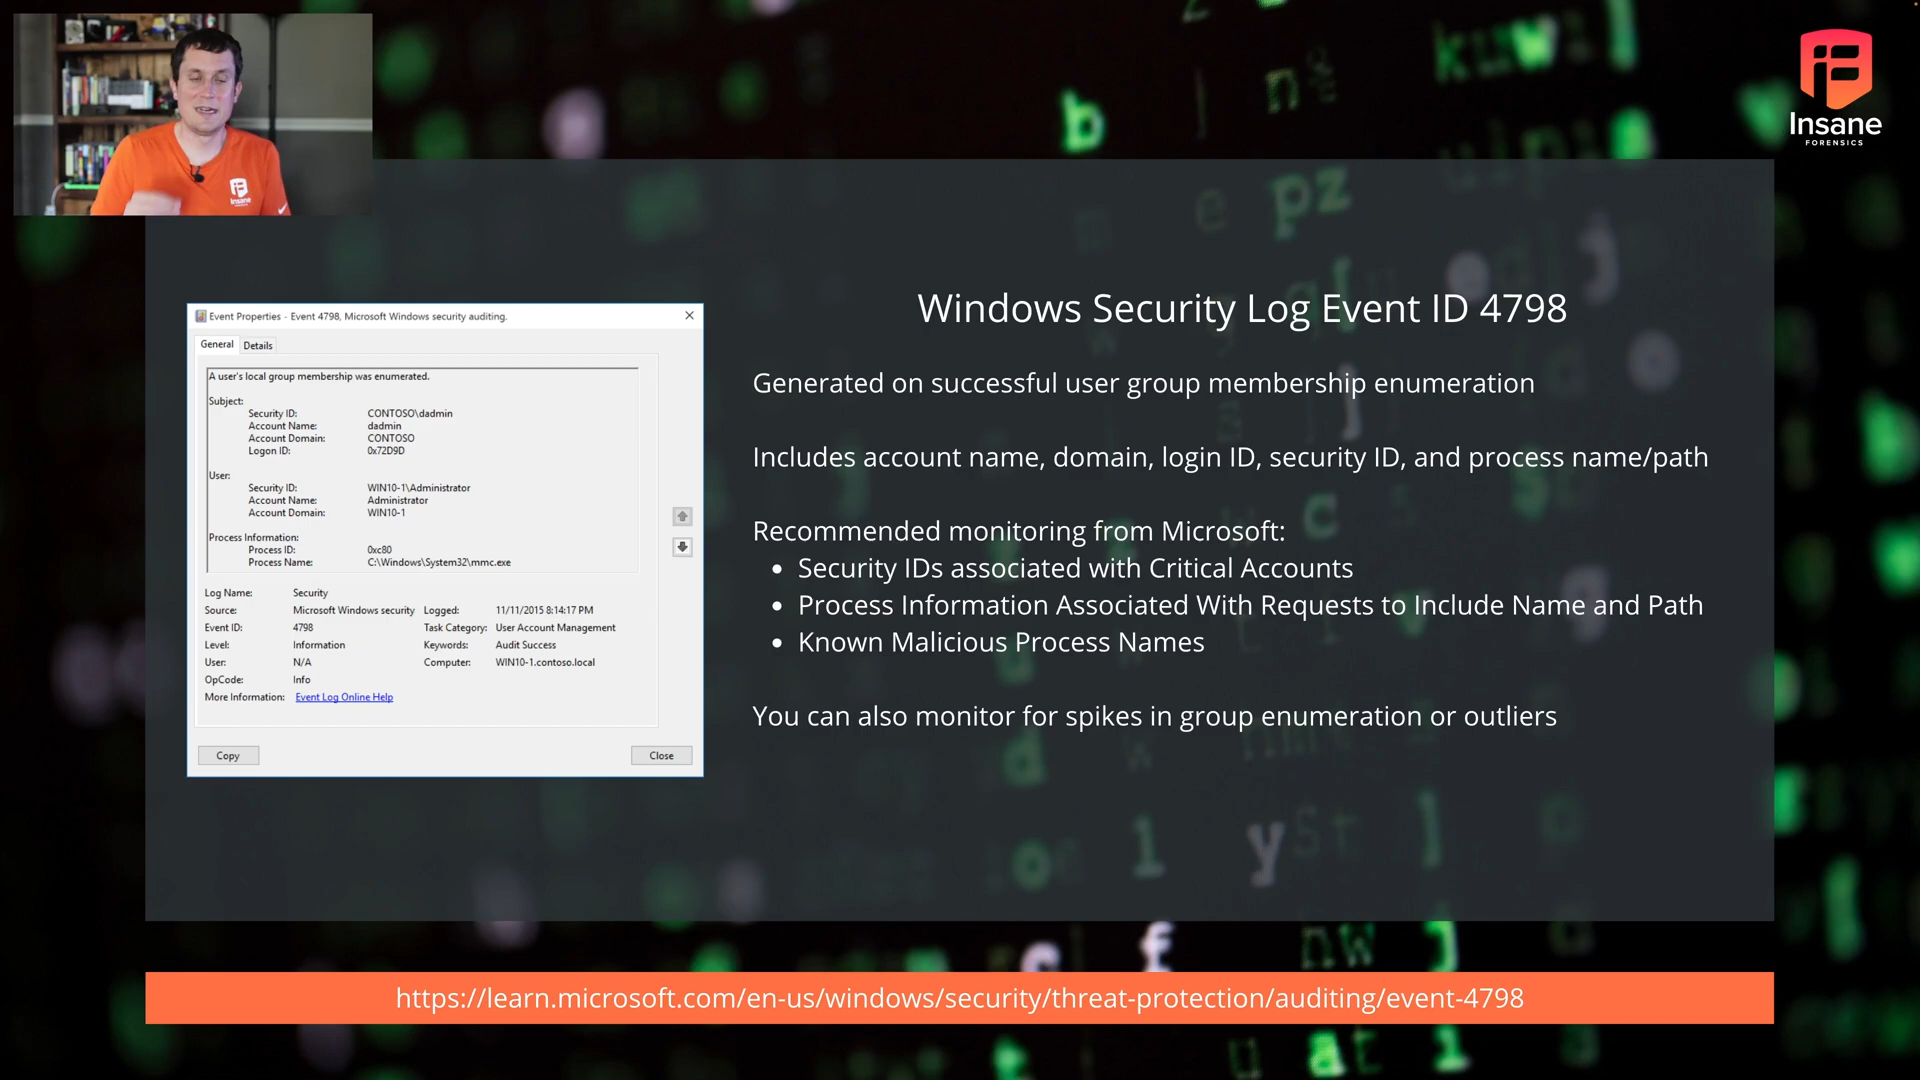 Insane
FORENSICS
Insane
Windows Security Log Event ID 4798
Generated on successful user group membership enumeration
Includes account name, domain, login ID, security ID, and process name/path
Recommended monitoring from Microsoft:
• Security IDs associated with Critical Accounts
• Process Information Associated With Requests to Include Name and Path
• Known Malicious Process Names
You can also monitor for spikes in group enumeration or outliers
Event Properties - Event 4798, Microsoft Windows security auditing.
General Details
A user's local group membership was enumerated.
Subject:
Security ID: CONTOSO\dadmin
Account Name: dadmin
Account Domain: CONTOSO
Logon ID: 0x72D9D
User:
Security ID: WIN10-1\Administrator
Account Name: Administrator
Account Domain: WIN10-1
Process Information:
Process ID: 0xc80
Process Name: C:\Windows\System32\mmc.exe
Log Name: Security
Source: Microsoft Windows security Logged: 11/11/2015 8:14:17 PM
Event ID: 4798 Task Category: User Account Management
Level: Information Keywords: Audit Success
User: N/A Computer: WIN10-1.contoso.local
OpCode: Info
More Information: Event Log Online Help
Copy Close
https://learn.microsoft.com/en-us/windows/security/threat-protection/auditing/event-4798